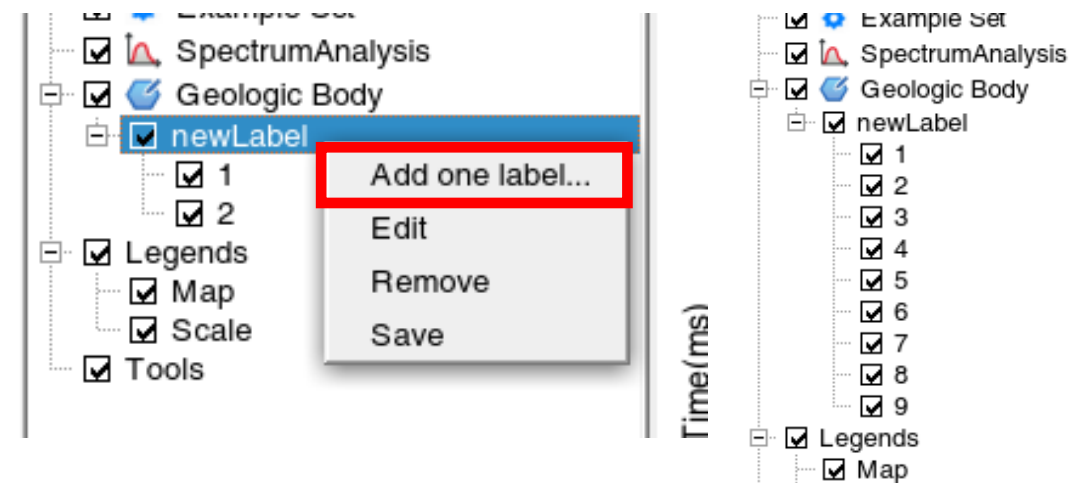 Example Set
SpectrumAnalysis
Geologic Body
newLabel
1
2
Legends
Map
Scale
Tools
Add one label...
Edit
Remove
Save
Time(ms)
Example Set
SpectrumAnalysis
Geologic Body
newLabel
1
2
3
4
5
6
7
8
9
Legends
Map